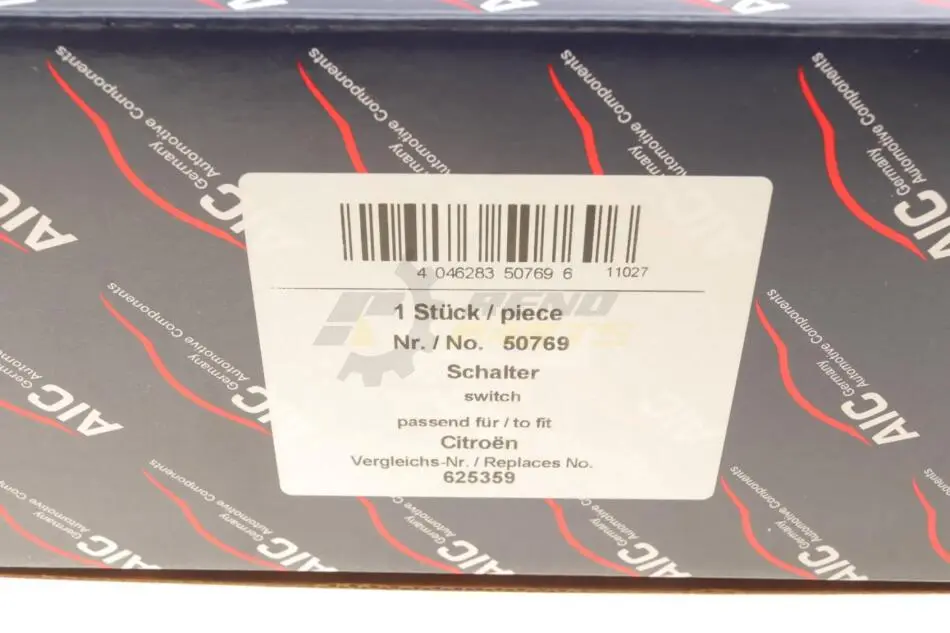 4 046283 50769 6 11027
1 Stück / piece
Nr. / No. 50769
Schalter
switch
passend für / to fit
Citroën
Vergleichs-Nr. / Replaces No.
625359
AIC Germany
Automotive Components